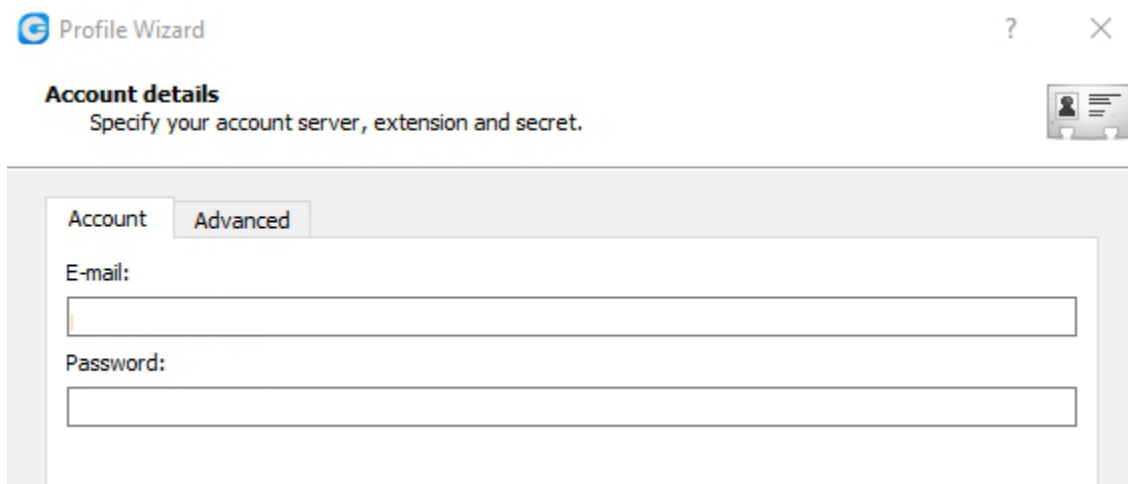 Profile Wizard
Account details
Specify your account server, extension and secret.
Account Advanced
E-mail:
Password: